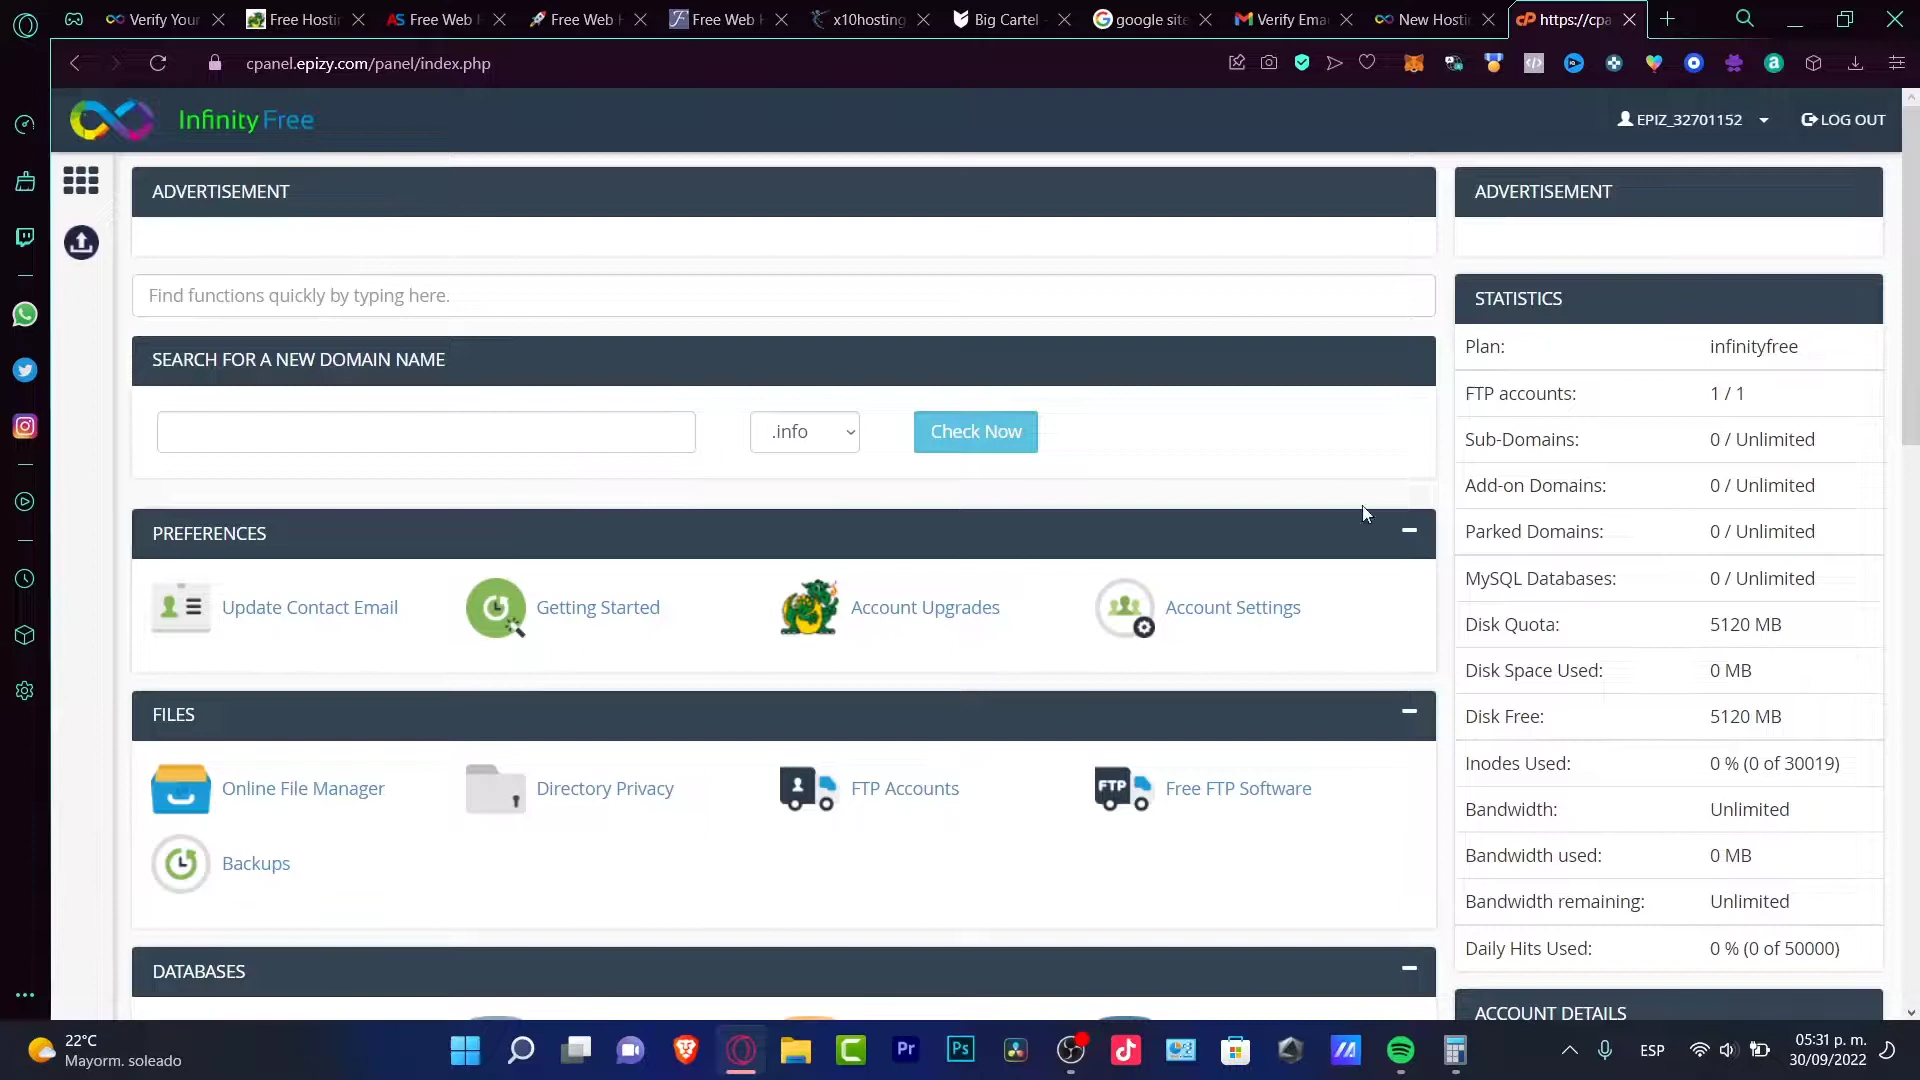 Verify Your
Free Hostin
Free Web H
Free Web H
Free Web H
x10hosting
Big Cartel -
google site
Verify Ema
New Hosti
https://cpa
cpanel.epizy.com/panel/index.php
InfinityFree
EPIZ_32701152
LOG OUT
ADVERTISEMENT
ADVERTISEMENT
Find functions quickly by typing here.
SEARCH FOR A NEW DOMAIN NAME
.info
Check Now
PREFERENCES
Update Contact Email
Getting Started
Account Upgrades
Account Settings
FILES
Online File Manager
Directory Privacy
FTP Accounts
FTP
Free FTP Software
Backups
DATABASES
STATISTICS
Plan: infinityfree
FTP accounts: 1 / 1
Sub-Domains: 0 / Unlimited
Add-on Domains: 0 / Unlimited
Parked Domains: 0 / Unlimited
MySQL Databases: 0 / Unlimited
Disk Quota: 5120 MB
Disk Space Used: 0 MB
Disk Free: 5120 MB
Inodes Used: 0 % (0 of 30019)
Bandwidth: Unlimited
Bandwidth used: 0 MB
Bandwidth remaining: Unlimited
Daily Hits Used: 0 % (0 of 50000)
ACCOUNT DETAILS
22°C
Mayorm. soleado
Pr
Ps
ESP
05:31 p. m.
30/09/2022